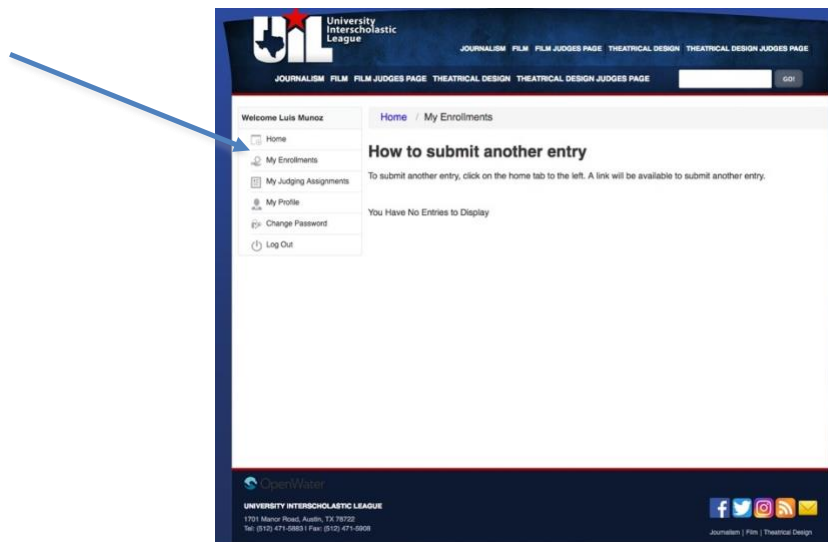 University
Interscholastic
League
JOURNALISM FILM FILM JUDGES PAGE THEATRICAL DESIGN THEATRICAL DESIGN JUDGES PAGE
JOURNALISM FILM FILM JUDGES PAGE THEATRICAL DESIGN THEATRICAL DESIGN JUDGES PAGE GO!
Welcome Luis Munoz
Home / My Enrollments
Home
My Enrollments
My Judging Assignments
My Profile
Change Password
Log Out
How to submit another entry
To submit another entry, click on the home tab to the left. A link will be available to submit another entry.
You Have No Entries to Display
OpenWater
UNIVERSITY INTERSCHOLASTIC LEAGUE
1701 Manor Road, Austin, TX 78722
Tel: (512) 471-5883 | Fax: (512) 471-5908
Journalism | Film | Theatrical Design